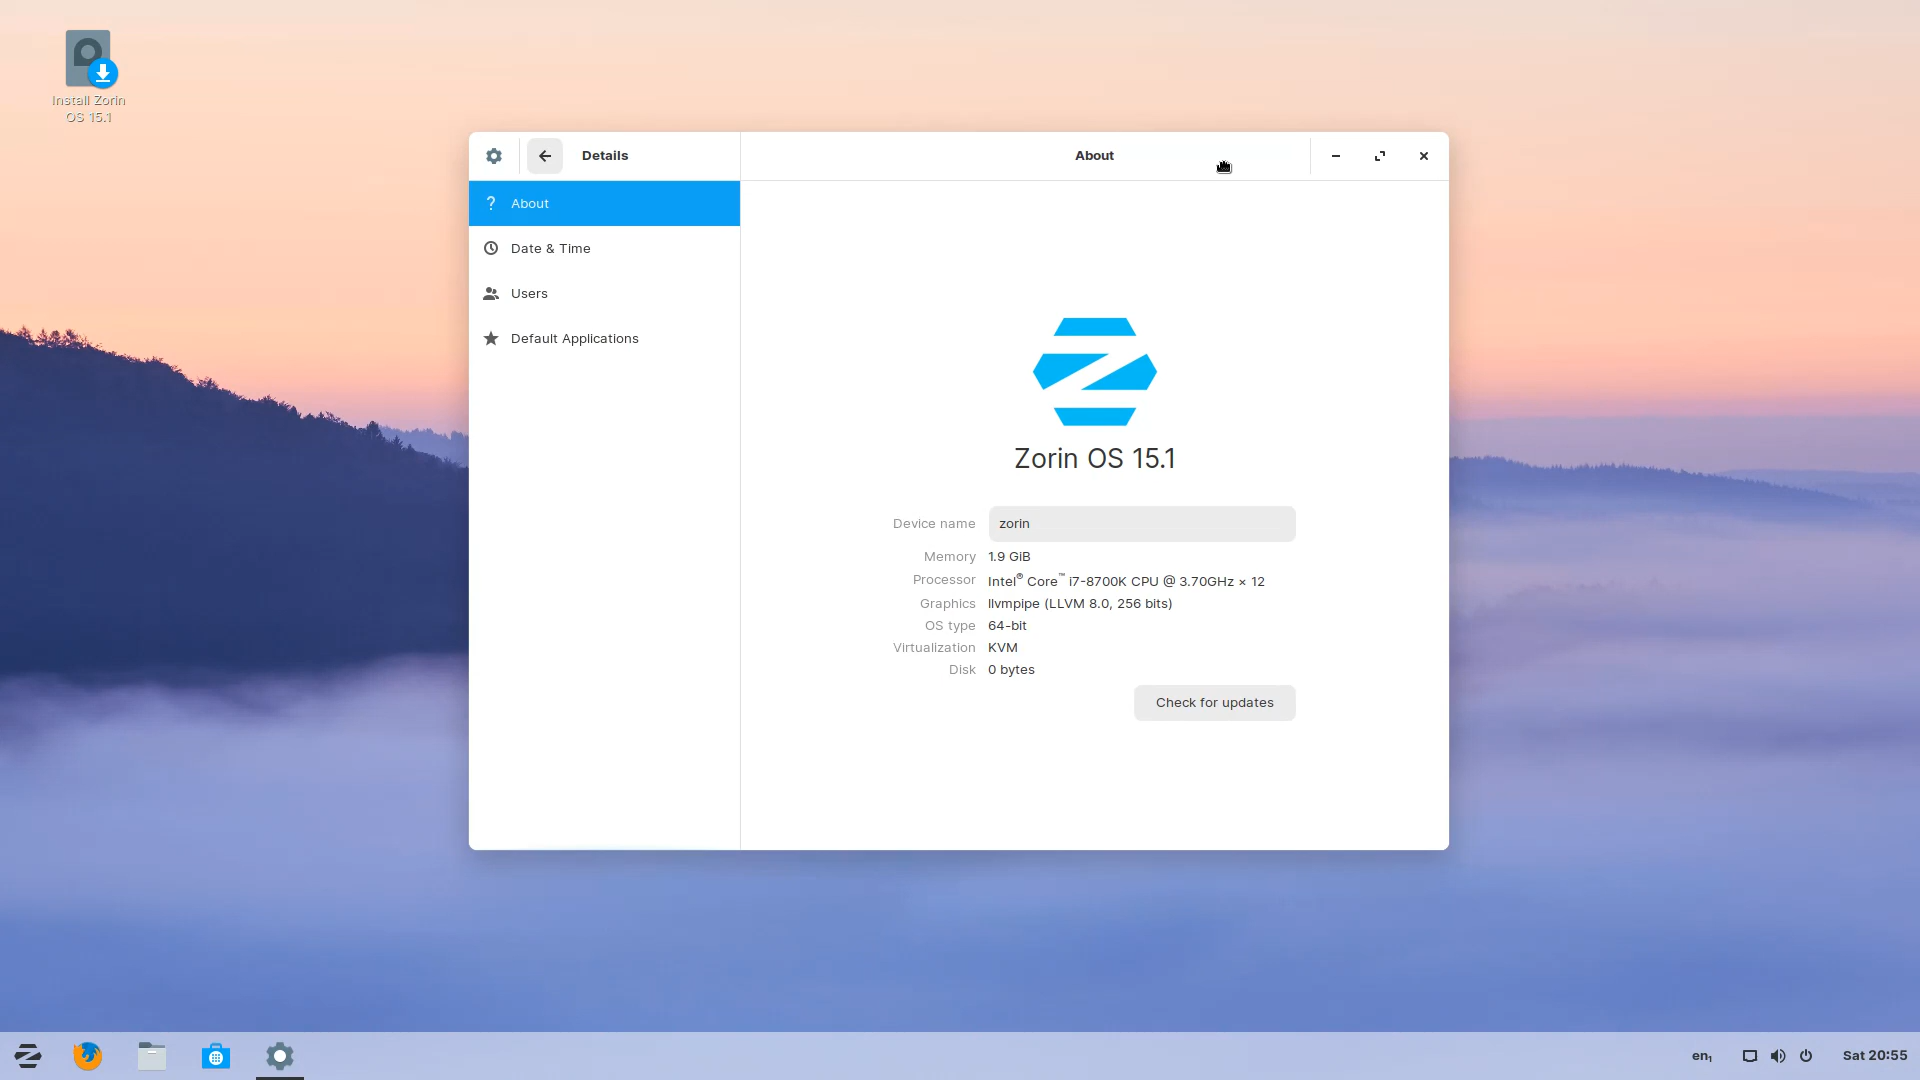 Install Zorin
OS 15.1
Details
About
? About
Date & Time
Users
Default Applications
Zorin OS 15.1
Device name zorin
Memory 1.9 GiB
Processor Intel® Core™ i7-8700K CPU @ 3.70GHz × 12
Graphics llvmpipe (LLVM 8.0, 256 bits)
OS type 64-bit
Virtualization KVM
Disk 0 bytes
Check for updates
en₁ Sat 20:55